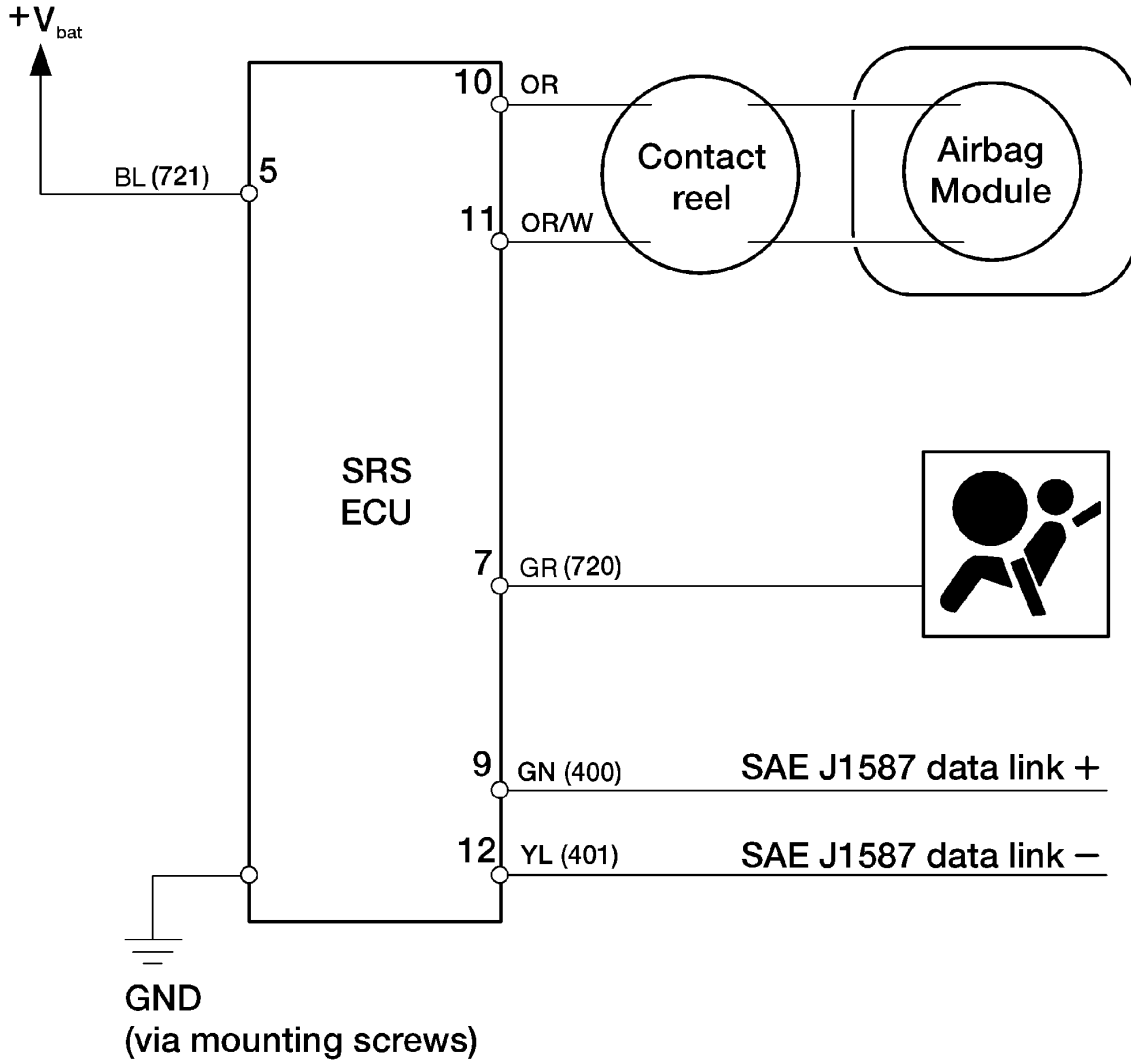 +Vbat
BL (721)
5
10
OR
11
OR/W
Contact
reel
Airbag
Module
SRS
ECU
7
GR (720)
9
GN (400)
SAE J1587 data link +
12
YL (401)
SAE J1587 data link −
GND
(via mounting screws)